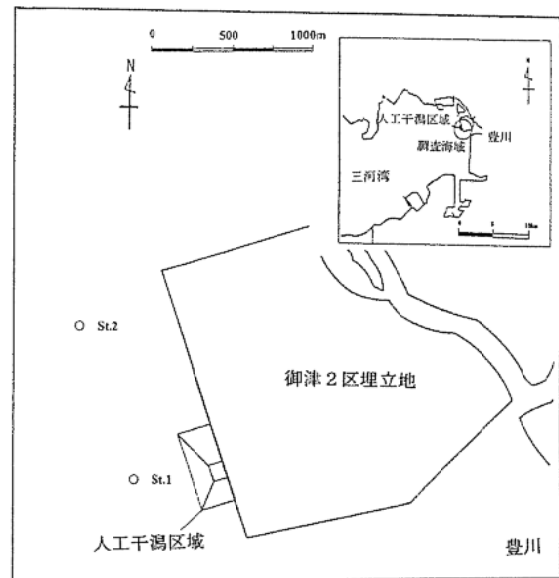 0 500 1000m
N
N
人工干潟区域
豊川
調査海域
三河湾
St.2
御津２区埋立地
St.1
人工干潟区域
豊川